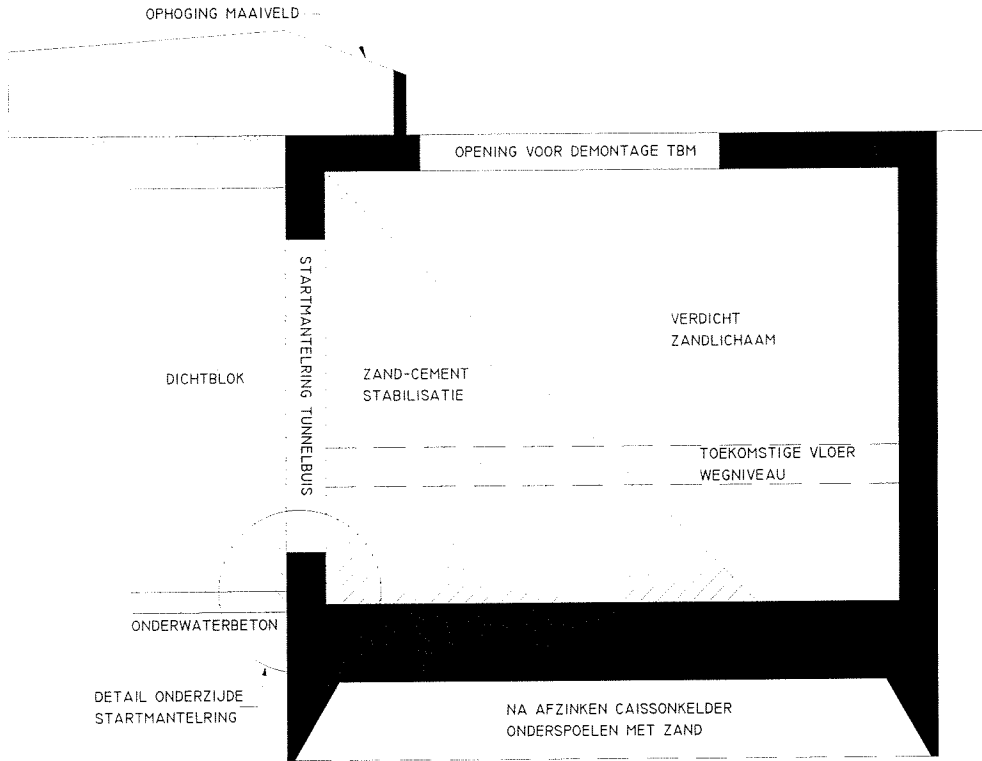 OPHOGING MAAIVELD
OPENING VOOR DEMONTAGE TBM
STARTMANTELRING TUNNELBUIS
VERDICHT
ZANDLICHAAM
DICHTBLOK
ZAND-CEMENT
STABILISATIE
TOEKOMSTIGE VLOER
WEGNIVEAU
ONDERWATERBETON
DETAIL ONDERZIJDE
STARTMANTELRING
NA AFZINKEN CAISSONKELDER
ONDERSPOELEN MET ZAND